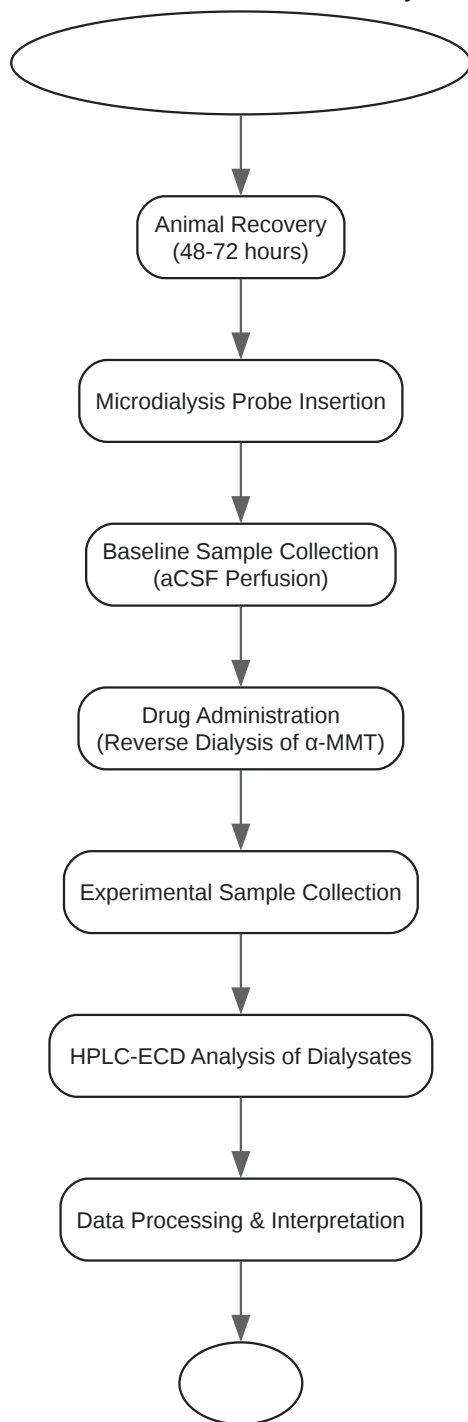 Animal Recovery
(48-72 hours)
Microdialysis Probe Insertion
Baseline Sample Collection
(aCSF Perfusion)
Drug Administration
(Reverse Dialysis of α-MMT)
Experimental Sample Collection
HPLC-ECD Analysis of Dialysates
Data Processing & Interpretation